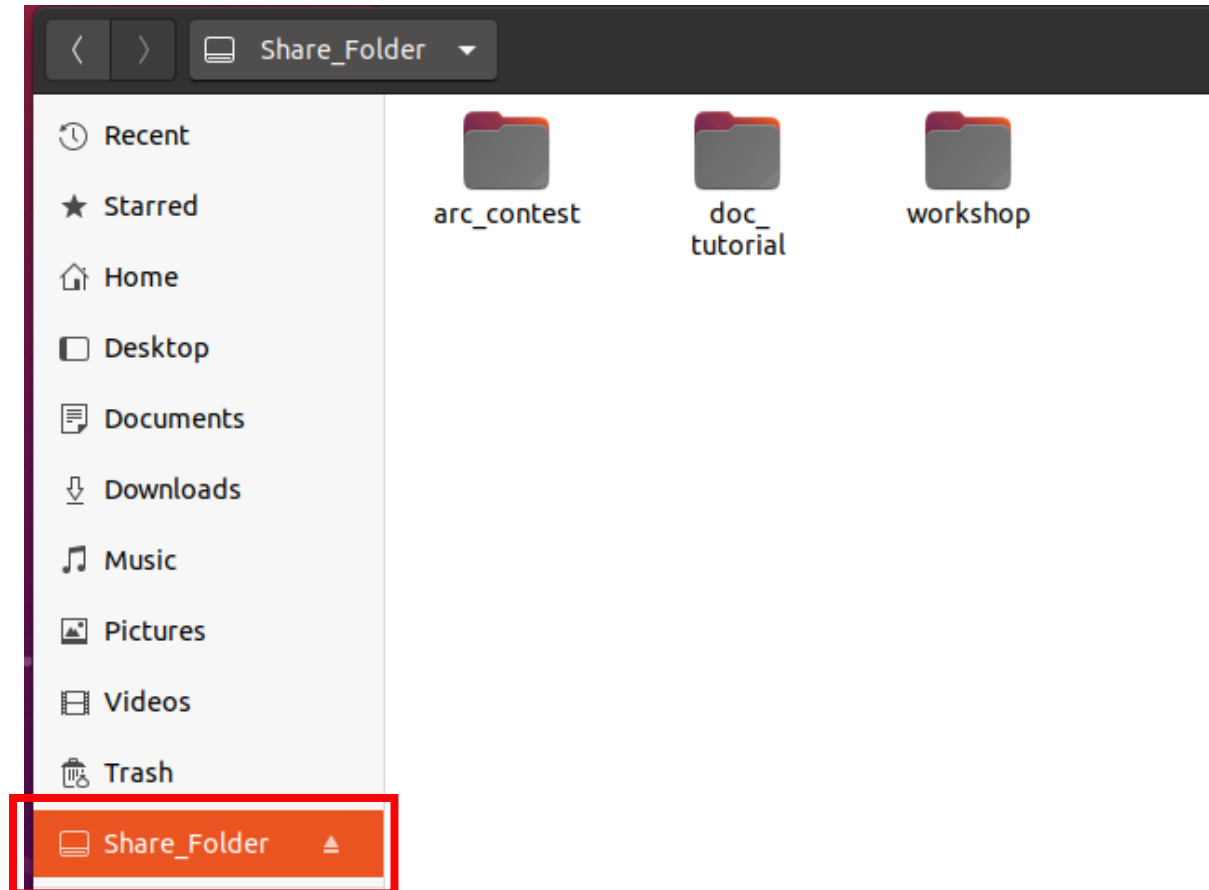 Share_Folder
Recent
Starred
Home
Desktop
Documents
Downloads
Music
Pictures
Videos
Trash
Share_Folder
arc_contest
doc_
tutorial
workshop